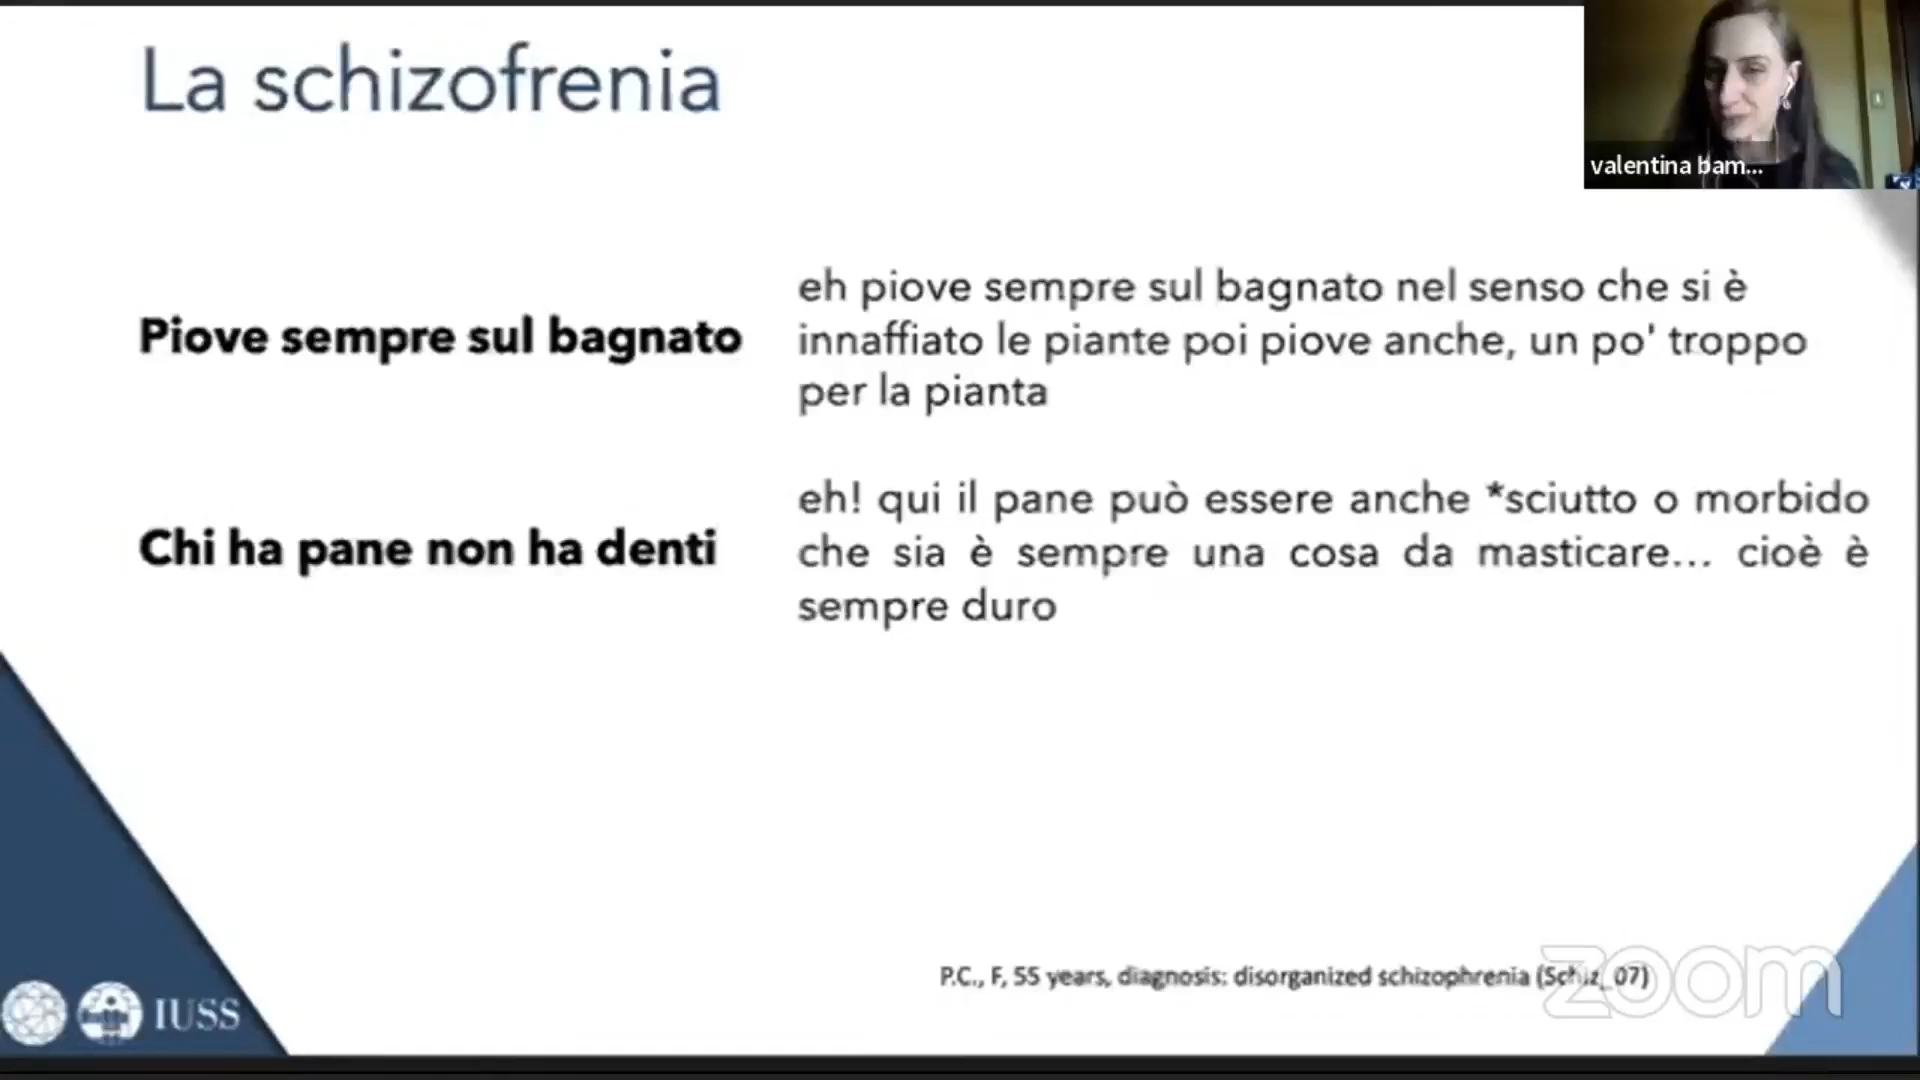 La schizofrenia
valentina bam...
Piove sempre sul bagnato
eh piove sempre sul bagnato nel senso che si è
innaffiato le piante poi piove anche, un po' troppo
per la pianta
Chi ha pane non ha denti
eh! qui il pane può essere anche *sciutto o morbido
che sia è sempre una cosa da masticare... cioè è
sempre duro
P.C., F, 55 years, diagnosis: disorganized schizophrenia (Schiz_07)
zoom
IUSS